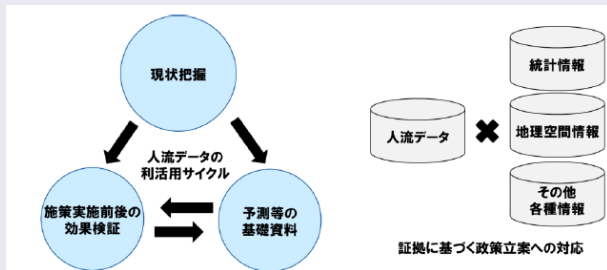 現状把握
人流データの
利活用サイクル
施策実施前後の
効果検証
予測等の
基礎資料
人流データ
統計情報
地理空間情報
その他
各種情報
証拠に基づく政策立案への対応